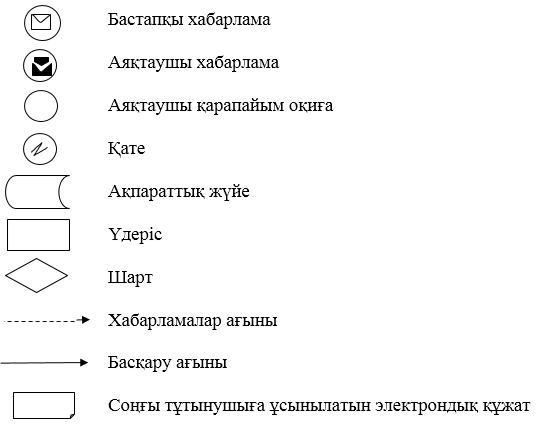 Бастапқы хабарлама
Аяқтаушы хабарлама
Аяқтаушы қарапайым оқиға
Қате
Ақпараттық жүйе
Үдеріс
Шарт
Хабарламалар ағыны
Басқару ағыны
Соңғы тұтынушыға ұсынылатын электрондық құжат